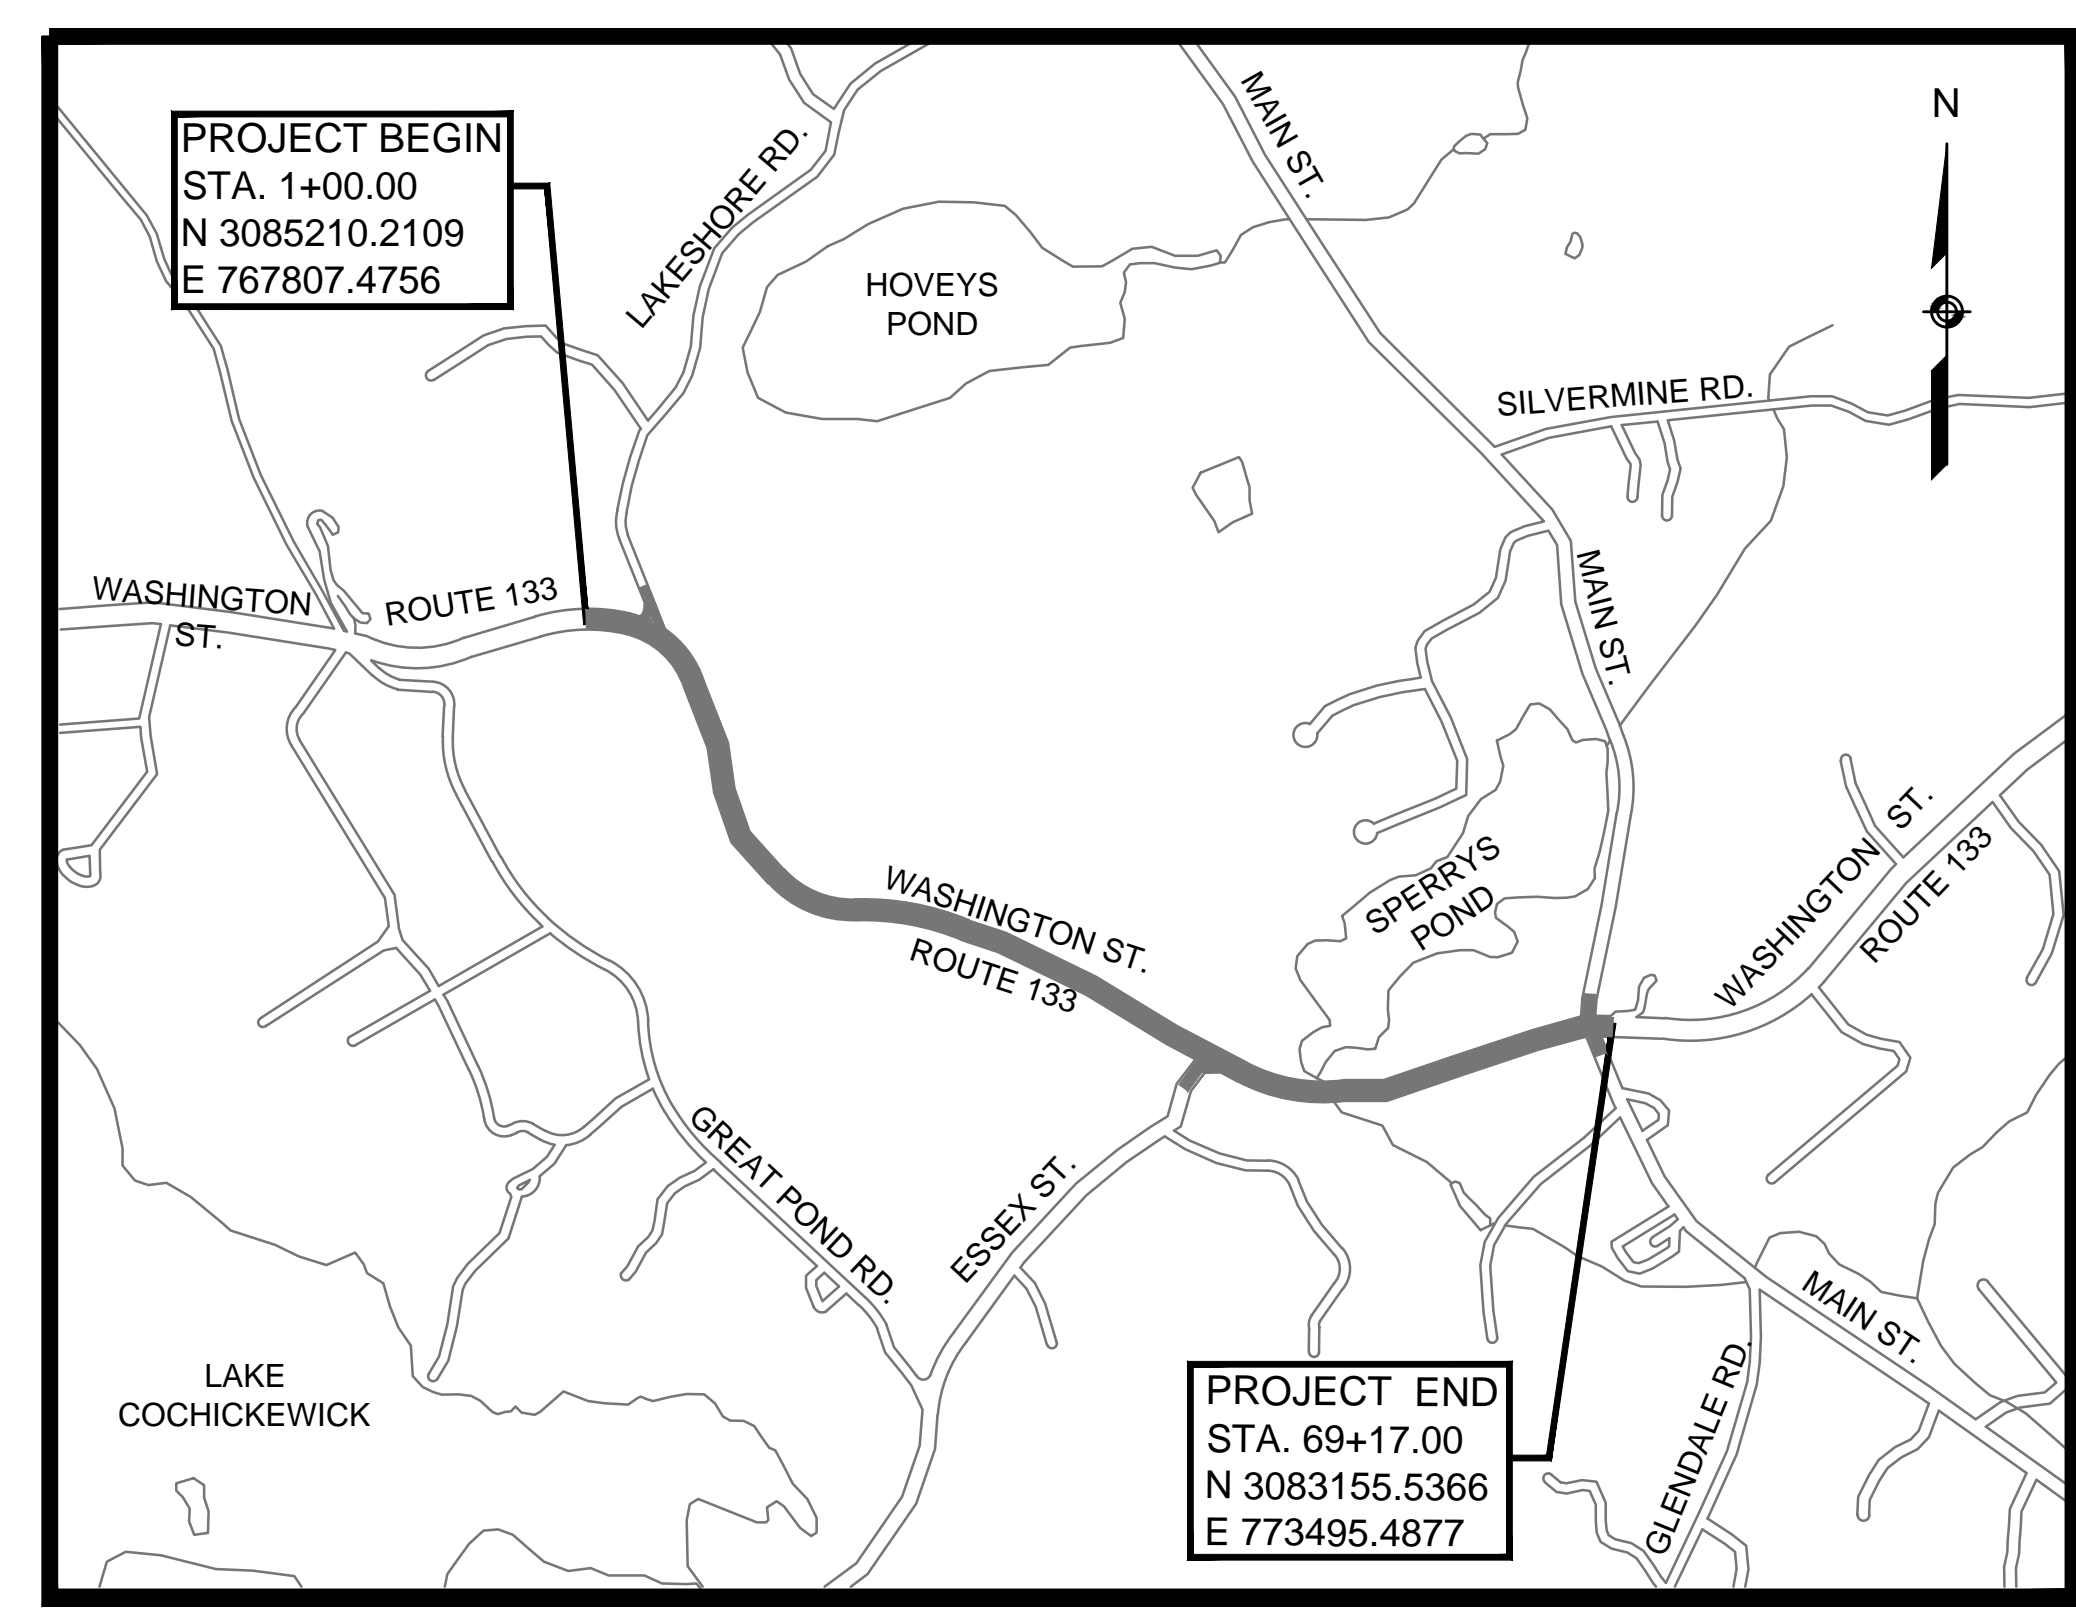 PROJECT BEGIN
STA. 1+00.00
N 3085210.2109
E 767807.4756
LAKESHORE RD.
MAIN ST.
N
HOVEYS
POND
SILVERMINE RD.
WASHINGTON
ST.
ROUTE 133
MAIN ST.
WASHINGTON ST.
ROUTE 133
SPERRYS
POND
WASHINGTON ST.
ROUTE 133
GREAT POND RD.
ESSEX ST.
MAIN ST.
GLENDALE RD.
LAKE
COCHICKEWICK
PROJECT END
STA. 69+17.00
N 3083155.5366
E 773495.4877